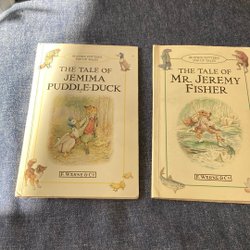 THE TALE OF
JEMIMA
PUDDLE-DUCK
F. WARNE & Co
THE TALE OF
MR. JEREMY
FISHER
F. WARNE & Co